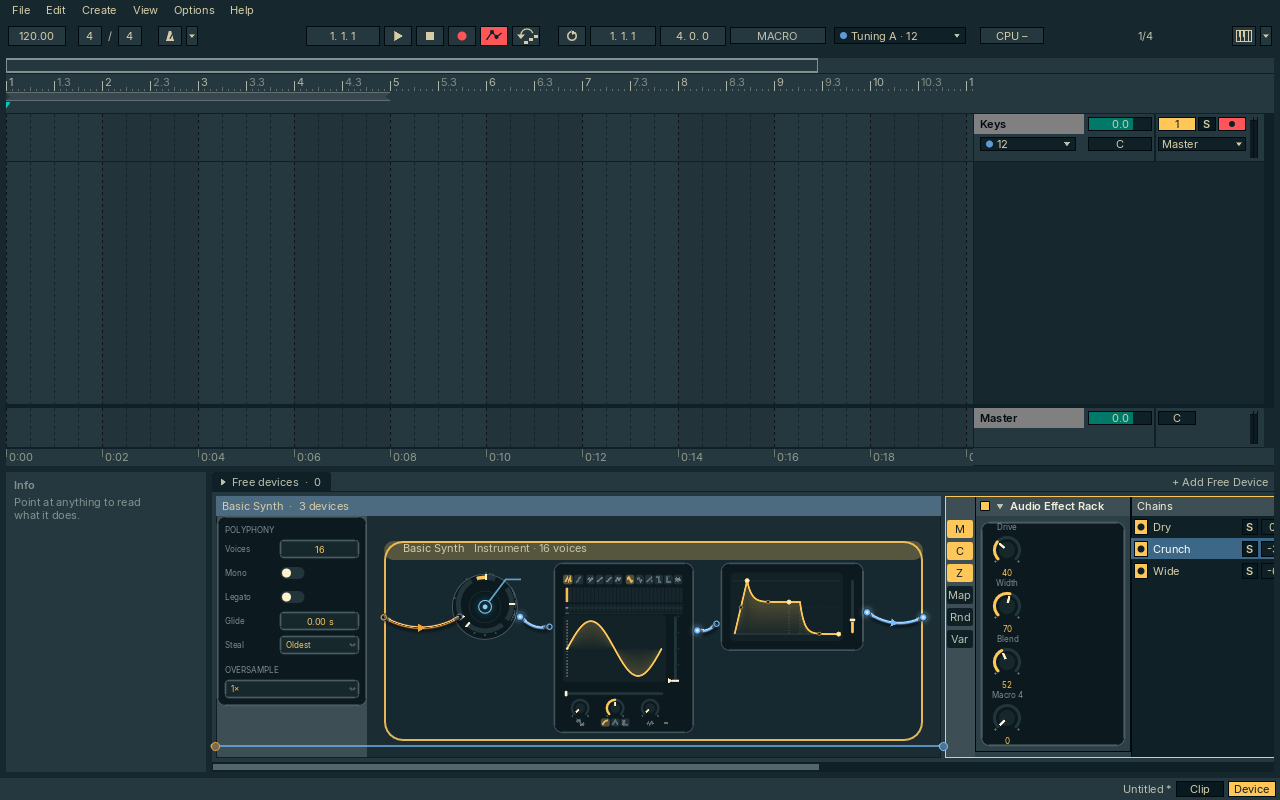 File Edit Create View Options Help
120.00 4 / 4 1. 1. 1 1. 1. 1 4. 0. 0 MACRO Tuning A · 12 CPU – 1/4
1 1.3 2 2.3 3 3.3 4 4.3 5 5.3 6 6.3 7 7.3 8 8.3 9 9.3 10 10.3 1
Keys 0.0 1 S
12 C Master
Master 0.0 C
0:00 0:02 0:04 0:06 0:08 0:10 0:12 0:14 0:16 0:18
Info
Point at anything to read
what it does.
Free devices · 0
+ Add Free Device
Basic Synth · 3 devices
POLYPHONY
Voices 16
Mono
Legato
Glide 0.00 s
Steal Oldest
OVERSAMPLE
1×
Basic Synth Instrument · 16 voices
M
C
Z
Map
Rnd
Var
Audio Effect Rack
Drive
40
Width
70
Blend
52
Macro 4
0
Chains
Dry S
Crunch S
Wide S
Untitled * Clip Device